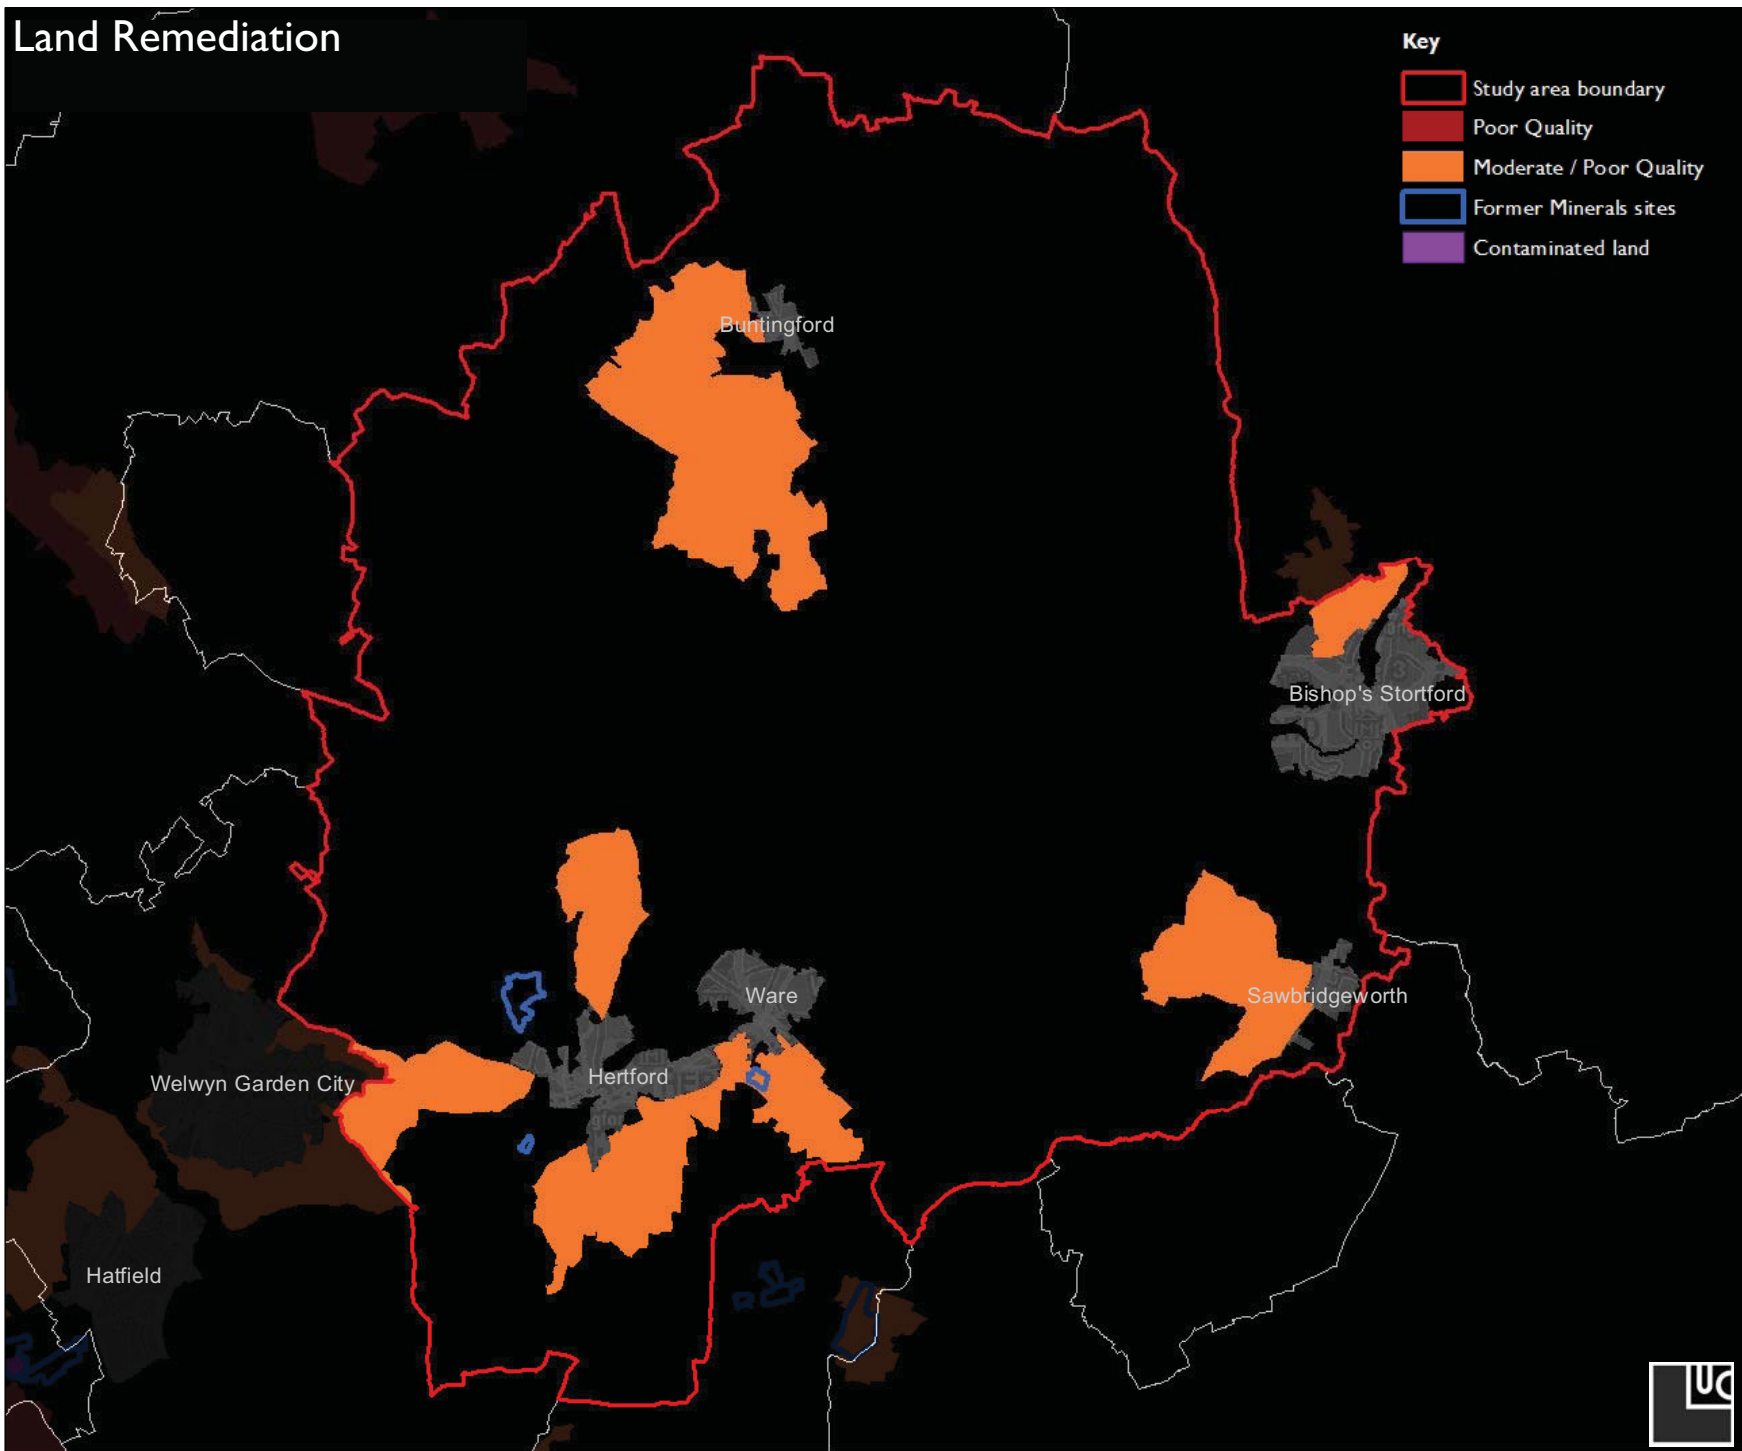 Land Remediation
Key
Study area boundary
Poor Quality
Moderate / Poor Quality
Former Minerals sites
Contaminated land
Buntingford
Bishop's Stortford
Ware
Sawbridgeworth
Hertford
Welwyn Garden City
Hatfield